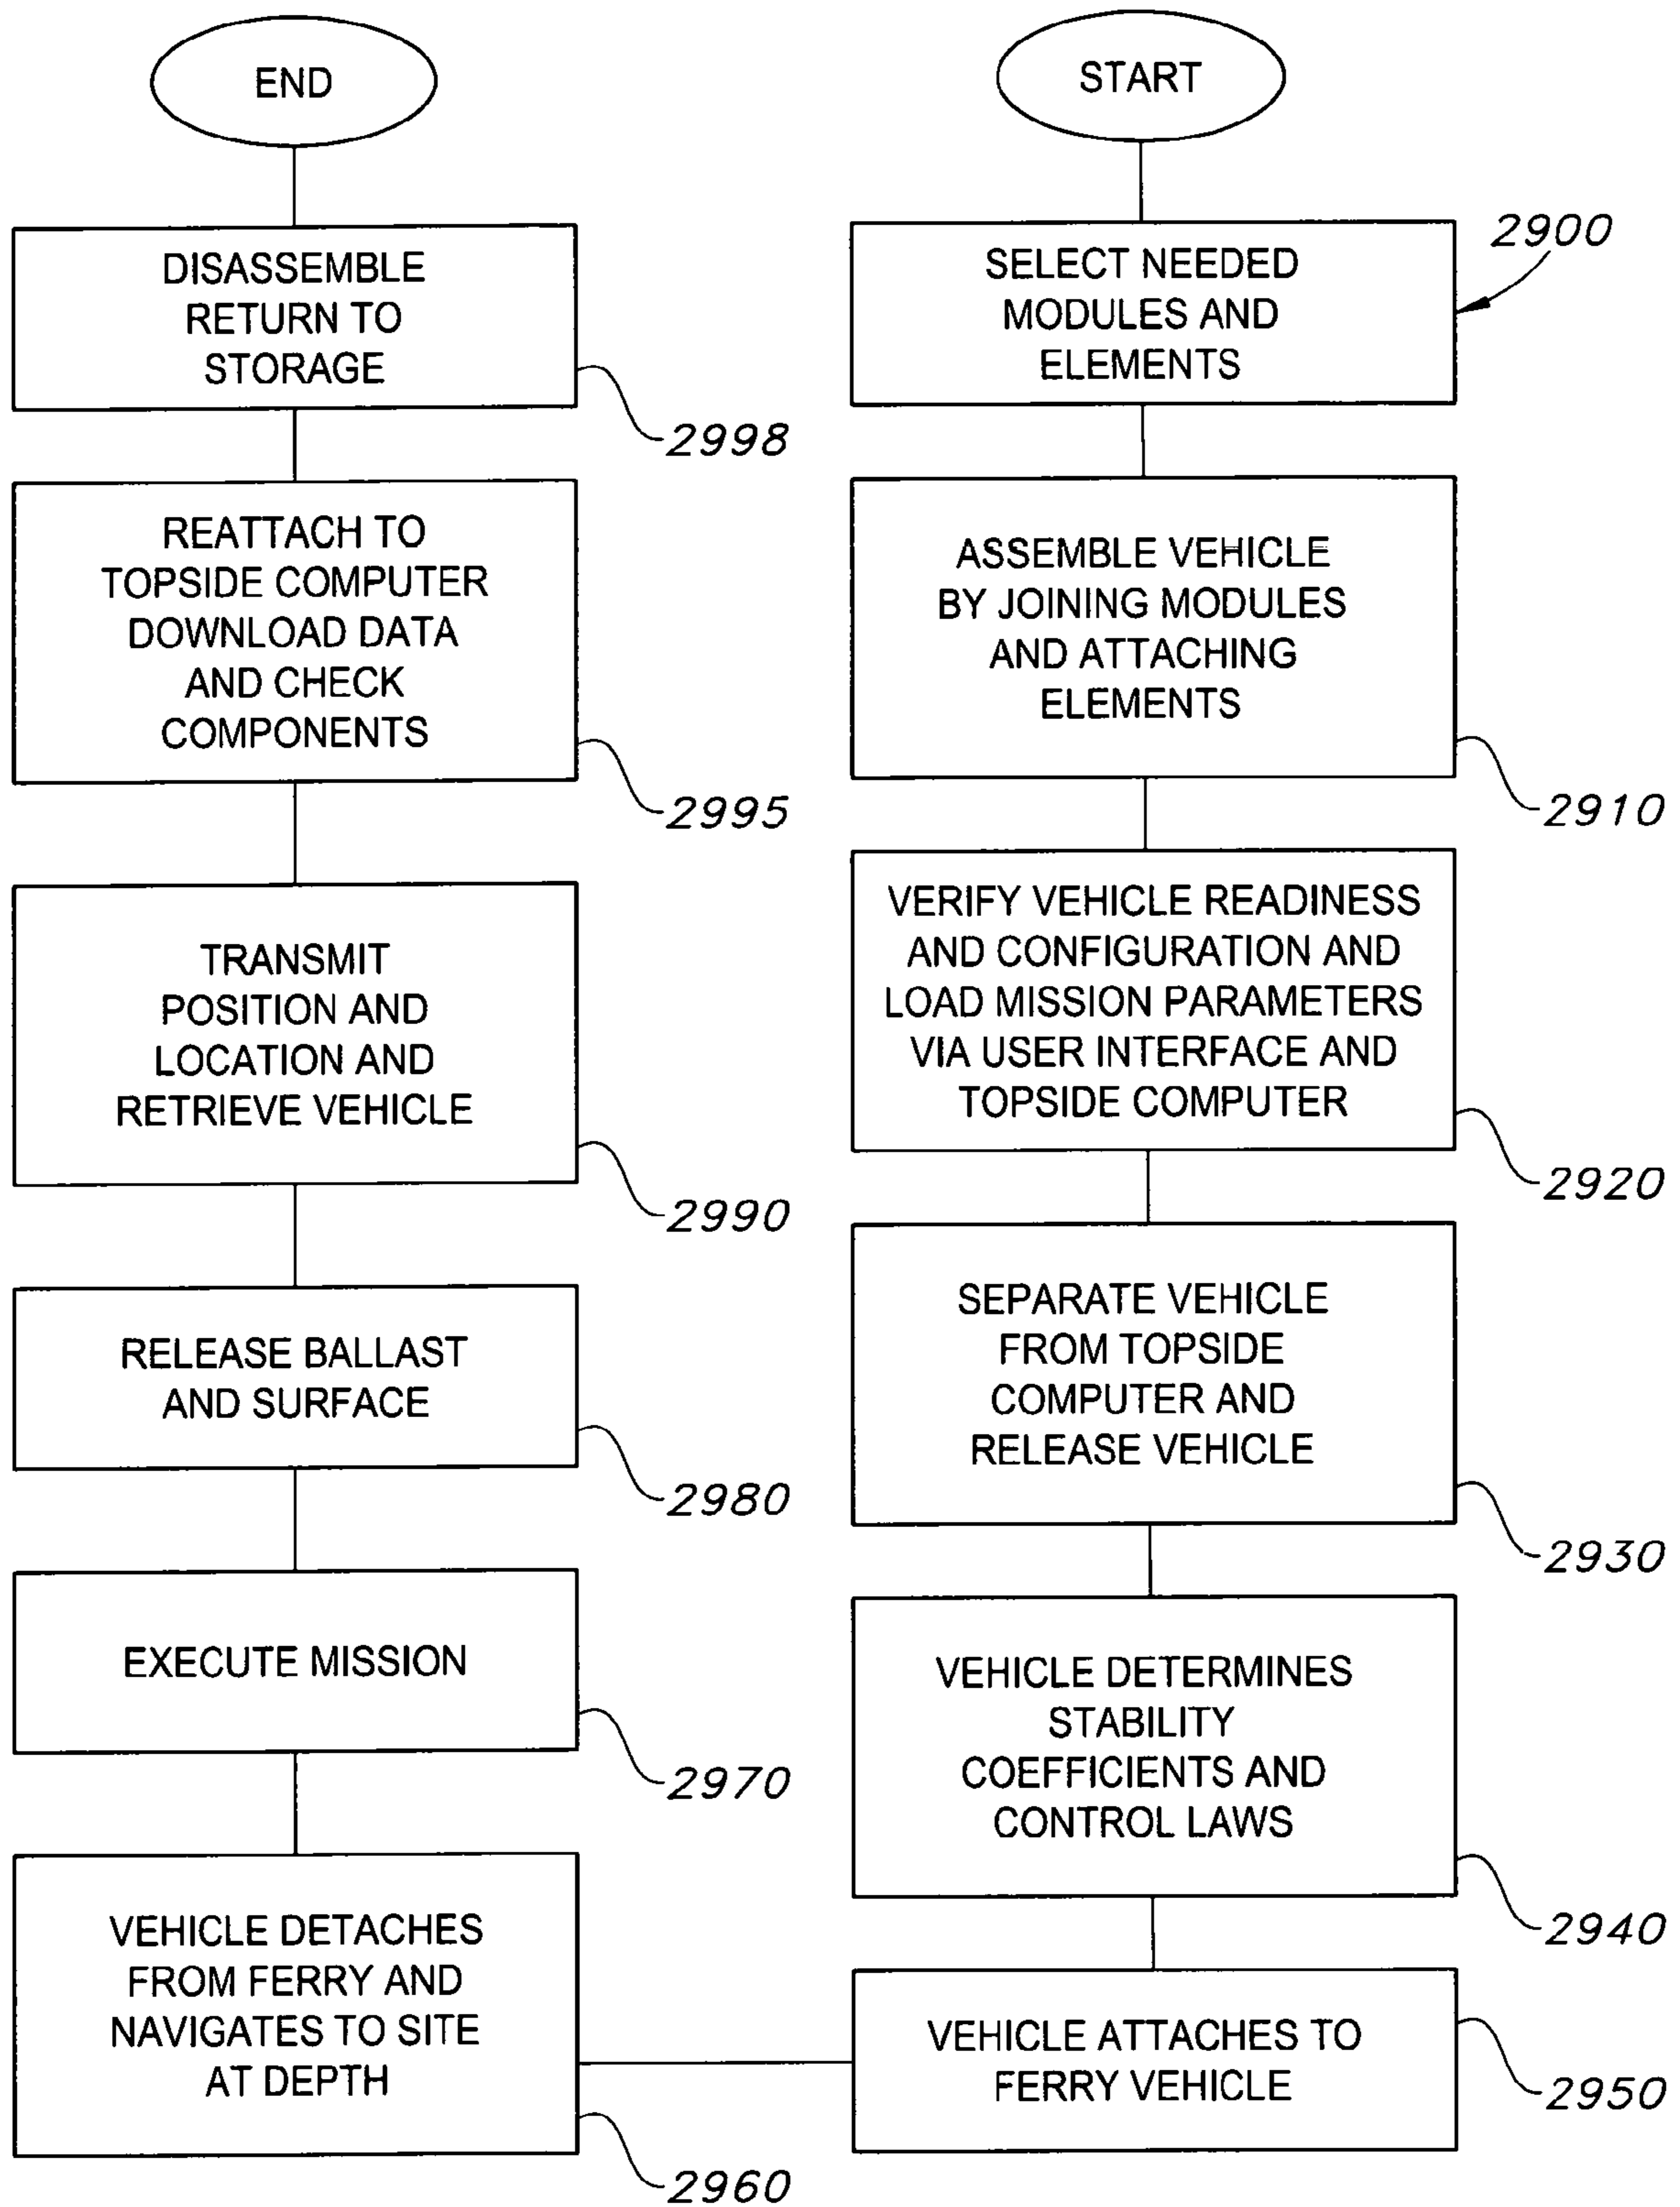 START
SELECT NEEDED
MODULES AND
ELEMENTS
2900
ASSEMBLE VEHICLE
BY JOINING MODULES
AND ATTACHING
ELEMENTS
2910
VERIFY VEHICLE READINESS
AND CONFIGURATION AND
LOAD MISSION PARAMETERS
VIA USER INTERFACE AND
TOPSIDE COMPUTER
2920
SEPARATE VEHICLE
FROM TOPSIDE
COMPUTER AND
RELEASE VEHICLE
2930
VEHICLE DETERMINES
STABILITY
COEFFICIENTS AND
CONTROL LAWS
2940
VEHICLE ATTACHES TO
FERRY VEHICLE
2950
VEHICLE DETACHES
FROM FERRY AND
NAVIGATES TO SITE
AT DEPTH
2960
EXECUTE MISSION
2970
RELEASE BALLAST
AND SURFACE
2980
TRANSMIT
POSITION AND
LOCATION AND
RETRIEVE VEHICLE
2990
REATTACH TO
TOPSIDE COMPUTER
DOWNLOAD DATA
AND CHECK
COMPONENTS
2995
DISASSEMBLE
RETURN TO
STORAGE
2998
END